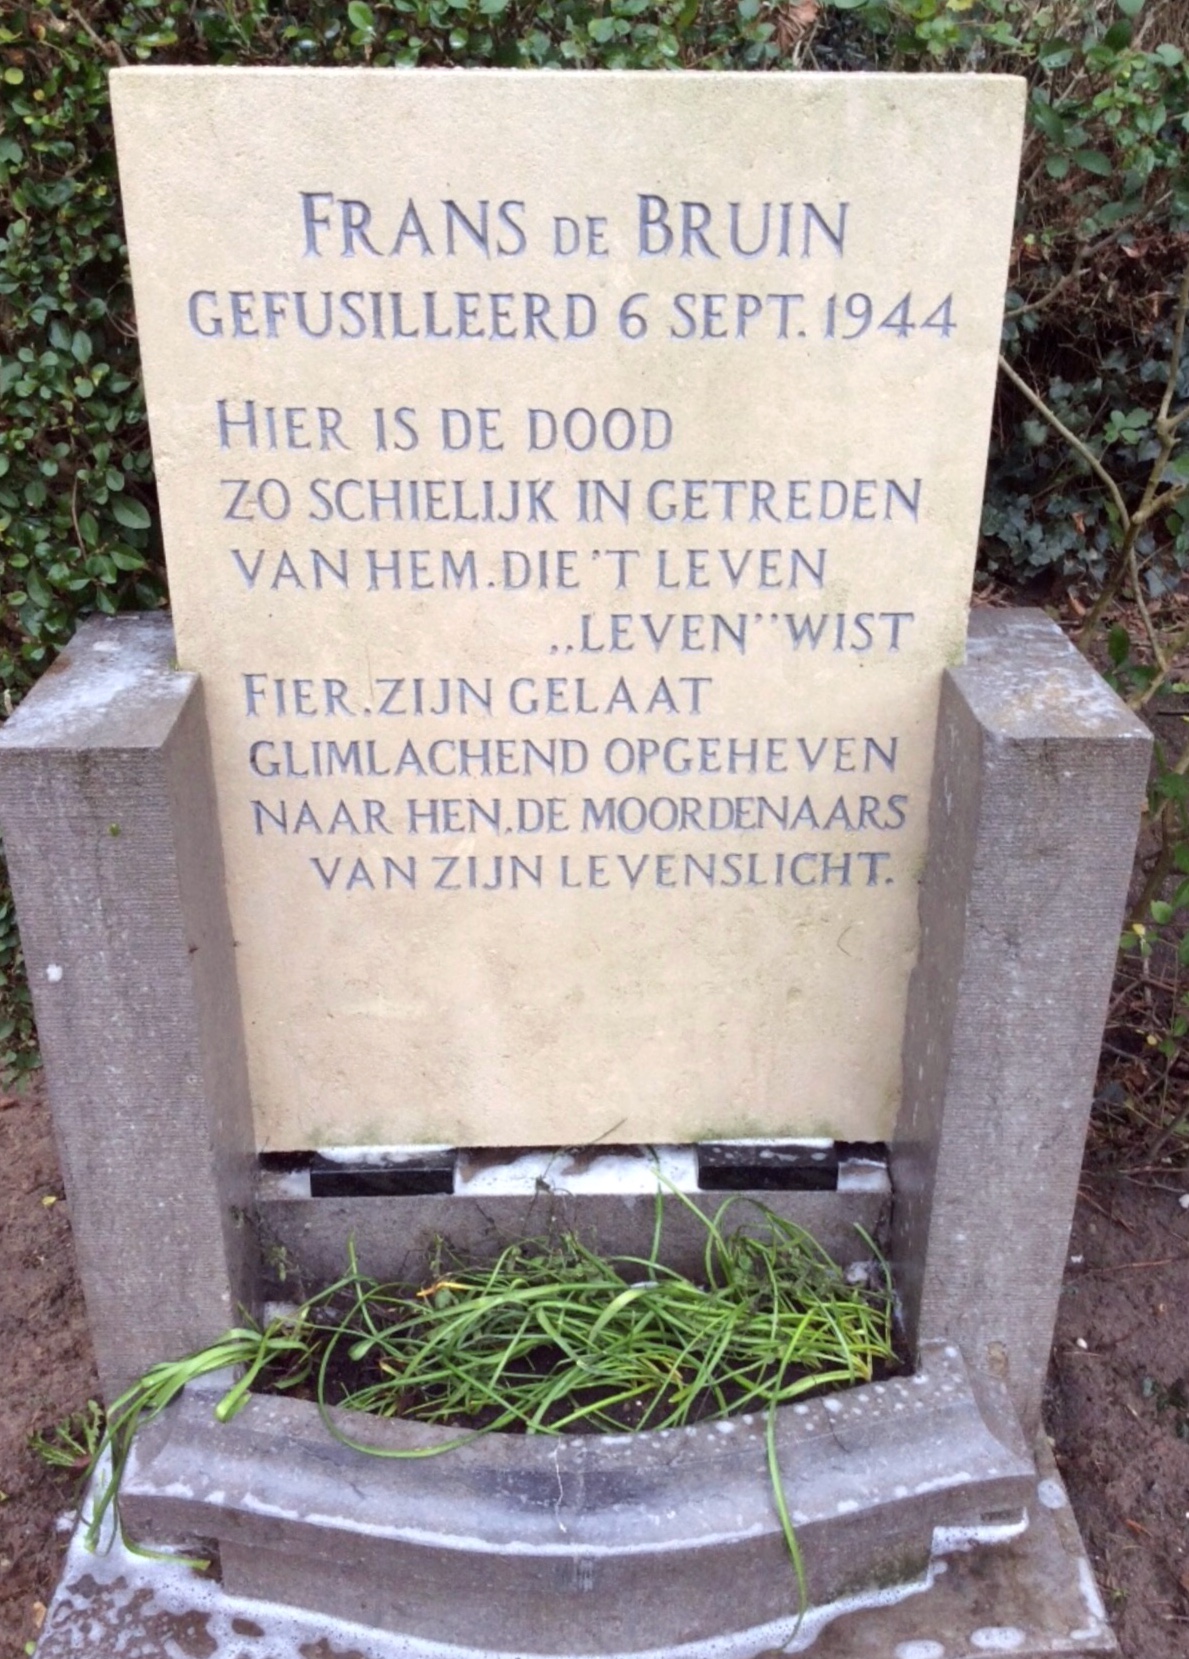 FRANS DE BRUIN
GEFUSILLEERD 6 SEPT. 1944
HIER IS DE DOOD
ZO SCHIELIJK IN GETREDEN
VAN HEM. DIE 'T LEVEN
,,LEVEN'' WIST
FIER. ZIJN GELAAT
GLIMLACHEND OPGEHEVEN
NAAR HEN. DE MOORDENAARS
VAN ZIJN LEVENSLICHT.